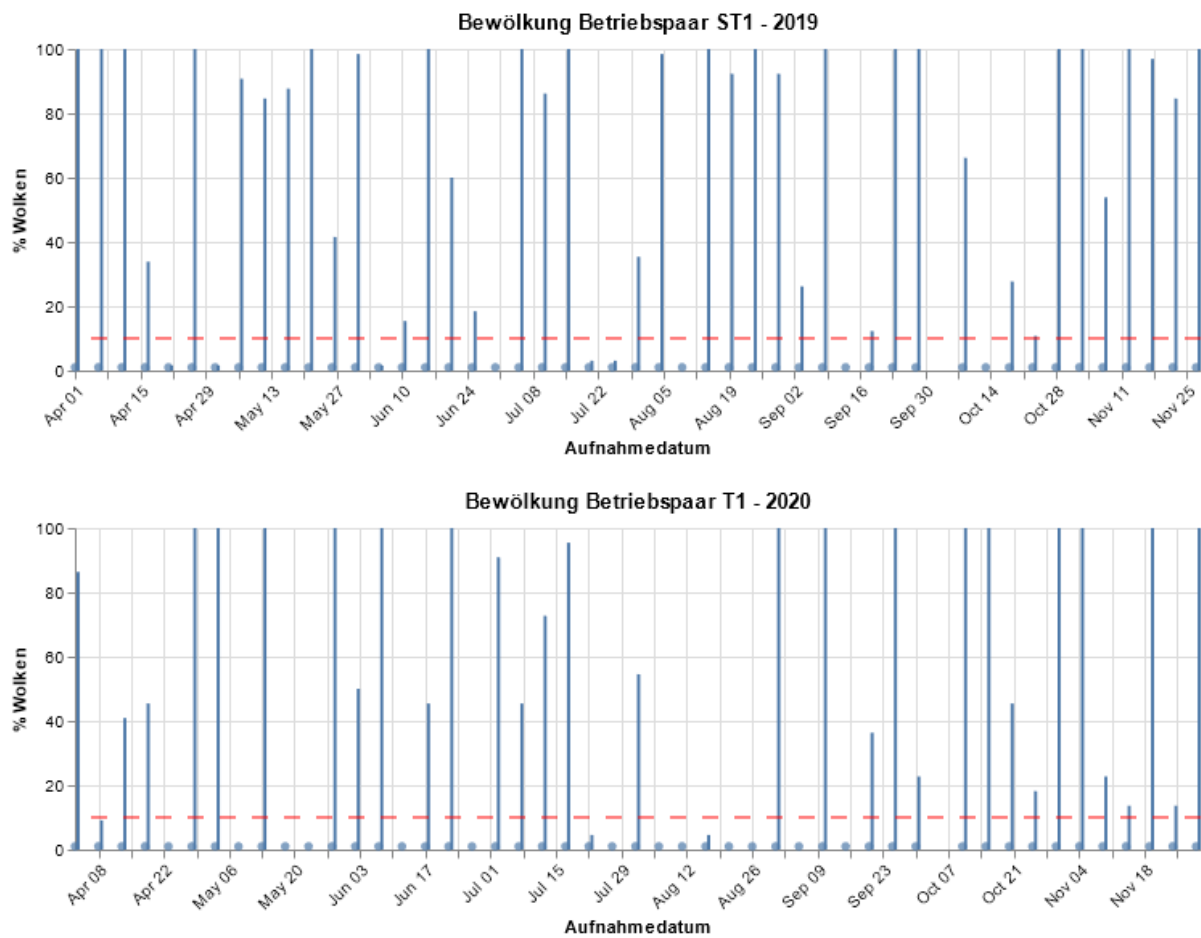 Bewölkung Betriebspaar ST1 - 2019
100
80
60
40
20
0
% Wolken
Apr 01 Apr 15 Apr 29 May 13 May 27 Jun 10 Jun 24 Jul 08 Jul 22 Aug 05 Aug 19 Sep 02 Sep 16 Sep 30 Oct 14 Oct 28 Nov 11 Nov 25
Aufnahmedatum
Bewölkung Betriebspaar T1 - 2020
100
80
60
40
20
0
% Wolken
Apr 08 Apr 22 May 06 May 20 Jun 03 Jun 17 Jul 01 Jul 15 Jul 29 Aug 12 Aug 26 Sep 09 Sep 23 Oct 07 Oct 21 Nov 04 Nov 18
Aufnahmedatum